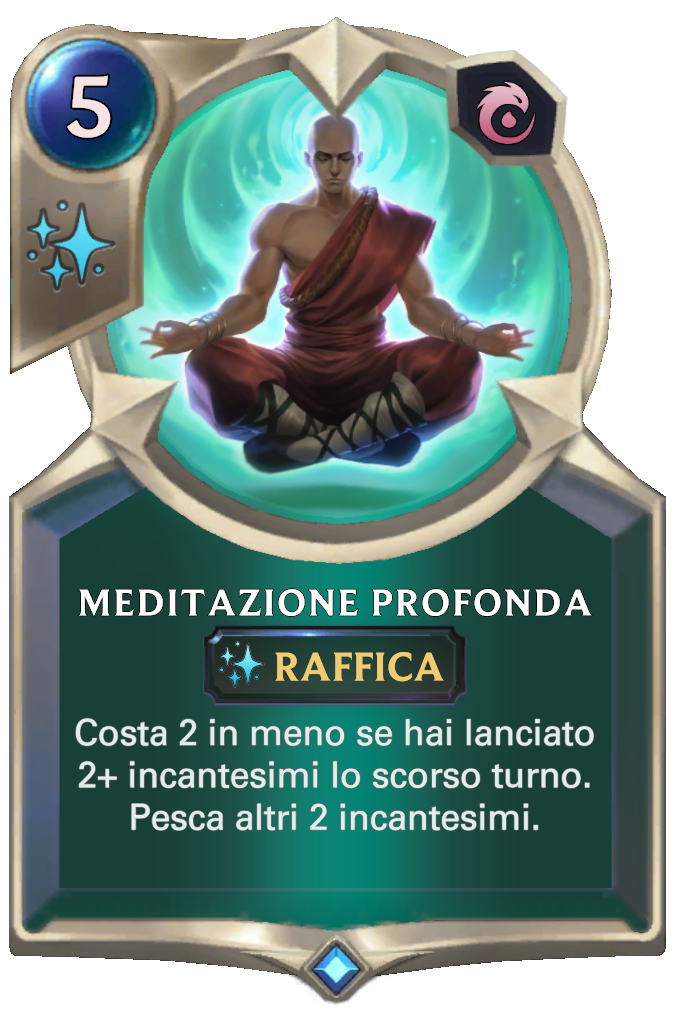 5
MEDITAZIONE PROFONDA
RAFFICA
Costa 2 in meno se hai lanciato
2+ incantesimi lo scorso turno.
Pesca altri 2 incantesimi.